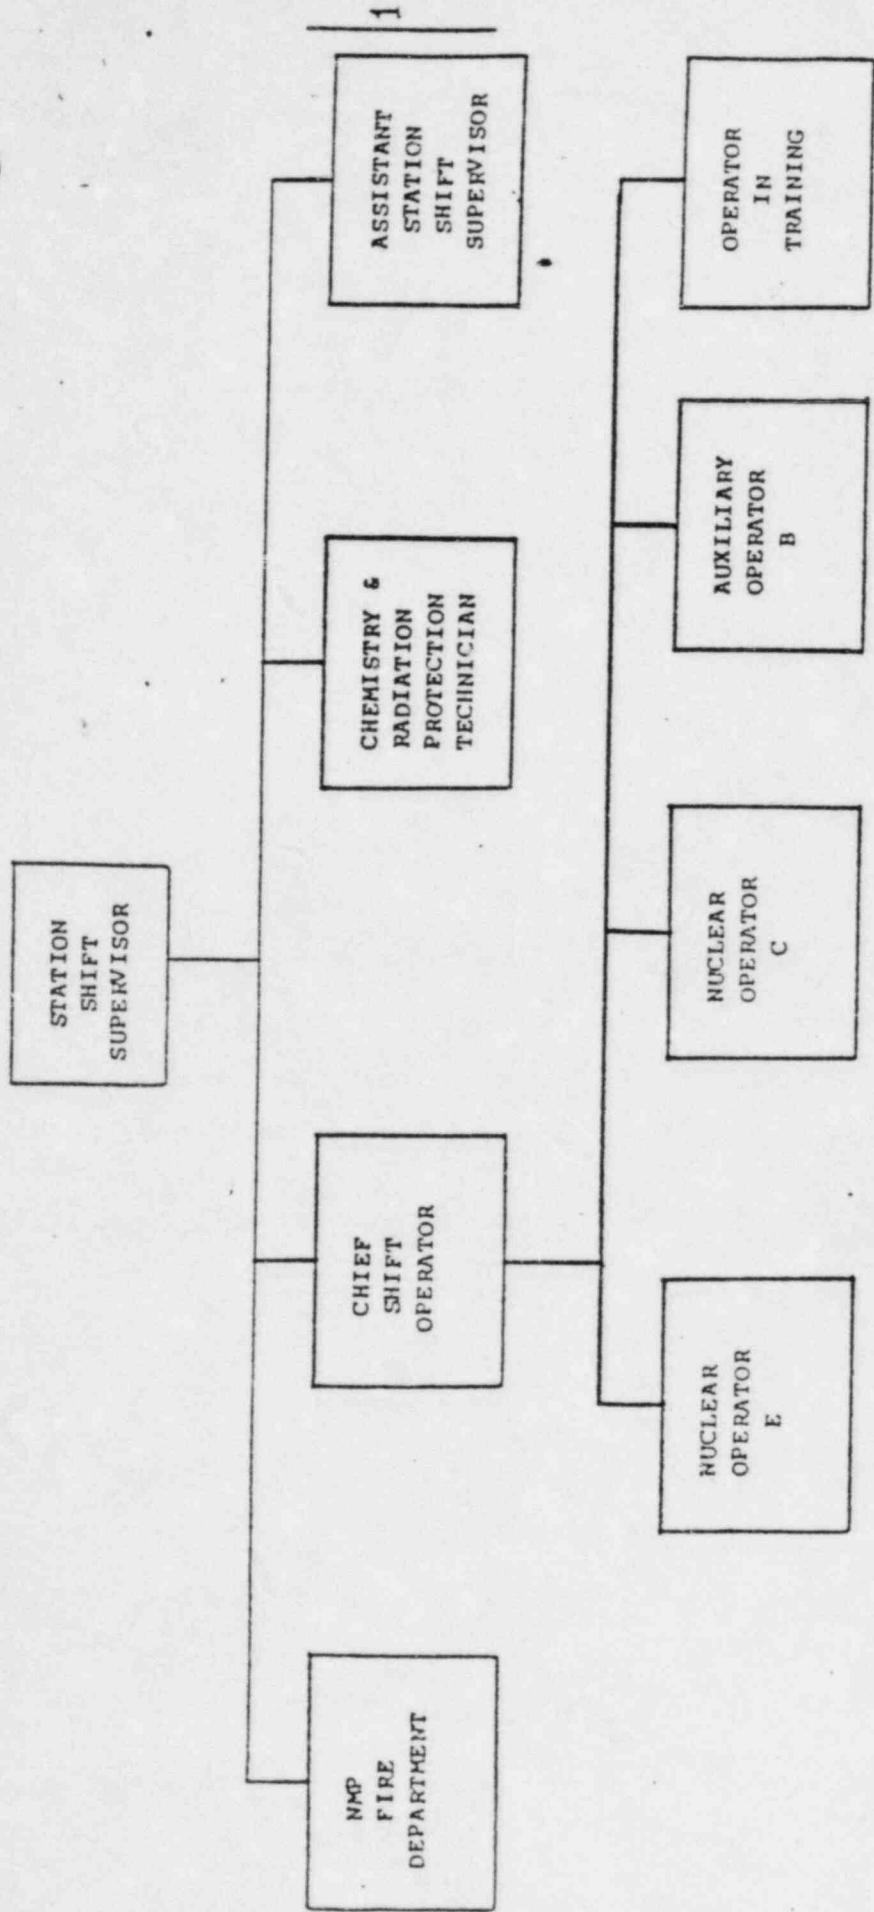 STATION
SHIFT
SUPERVISOR
NMP
FIRE
DEPARTMENT
CHIEF
SHIFT
OPERATOR
CHEMISTRY &
RADIATION
PROTECTION
TECHNICIAN
ASSISTANT
STATION
SHIFT
SUPERVISOR
1
NUCLEAR
OPERATOR
E
NUCLEAR
OPERATOR
C
AUXILIARY
OPERATOR
B
OPERATOR
IN
TRAINING